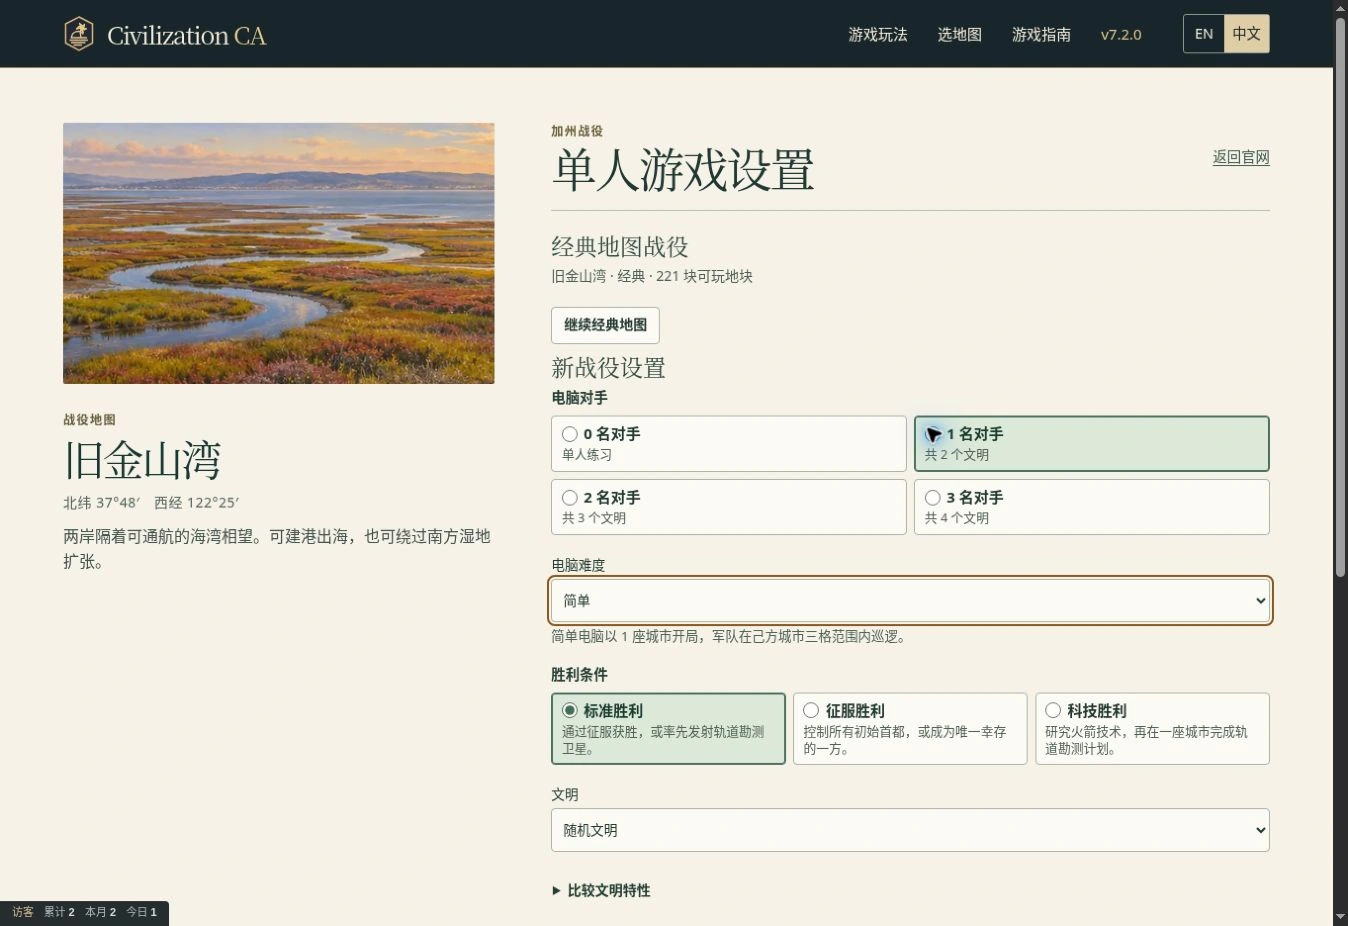 Civilization CA
游戏玩法
选地图
游戏指南
v7.2.0
EN
中文
加州战役
单人游戏设置
返回官网
经典地图战役
旧金山湾 · 经典 · 221 块可玩地块
继续经典地图
新战役设置
电脑对手
0 名对手
单人练习
1 名对手
共 2 个文明
2 名对手
共 3 个文明
3 名对手
共 4 个文明
电脑难度
简单
简单电脑以 1 座城市开局，军队在己方城市三格范围内巡逻。
胜利条件
标准胜利
通过征服获胜，或率先发射轨道勘测
卫星。
征服胜利
控制所有初始首都，或成为唯一幸存
的一方。
科技胜利
研究火箭技术，再在一座城市完成轨
道勘测计划。
文明
随机文明
比较文明特性
战役地图
旧金山湾
北纬 37°48′ 西经 122°25′
两岸隔着可通航的海湾相望。可建港出海，也可绕过南方湿地
扩张。
访客 累计 2 本月 2 今日 1